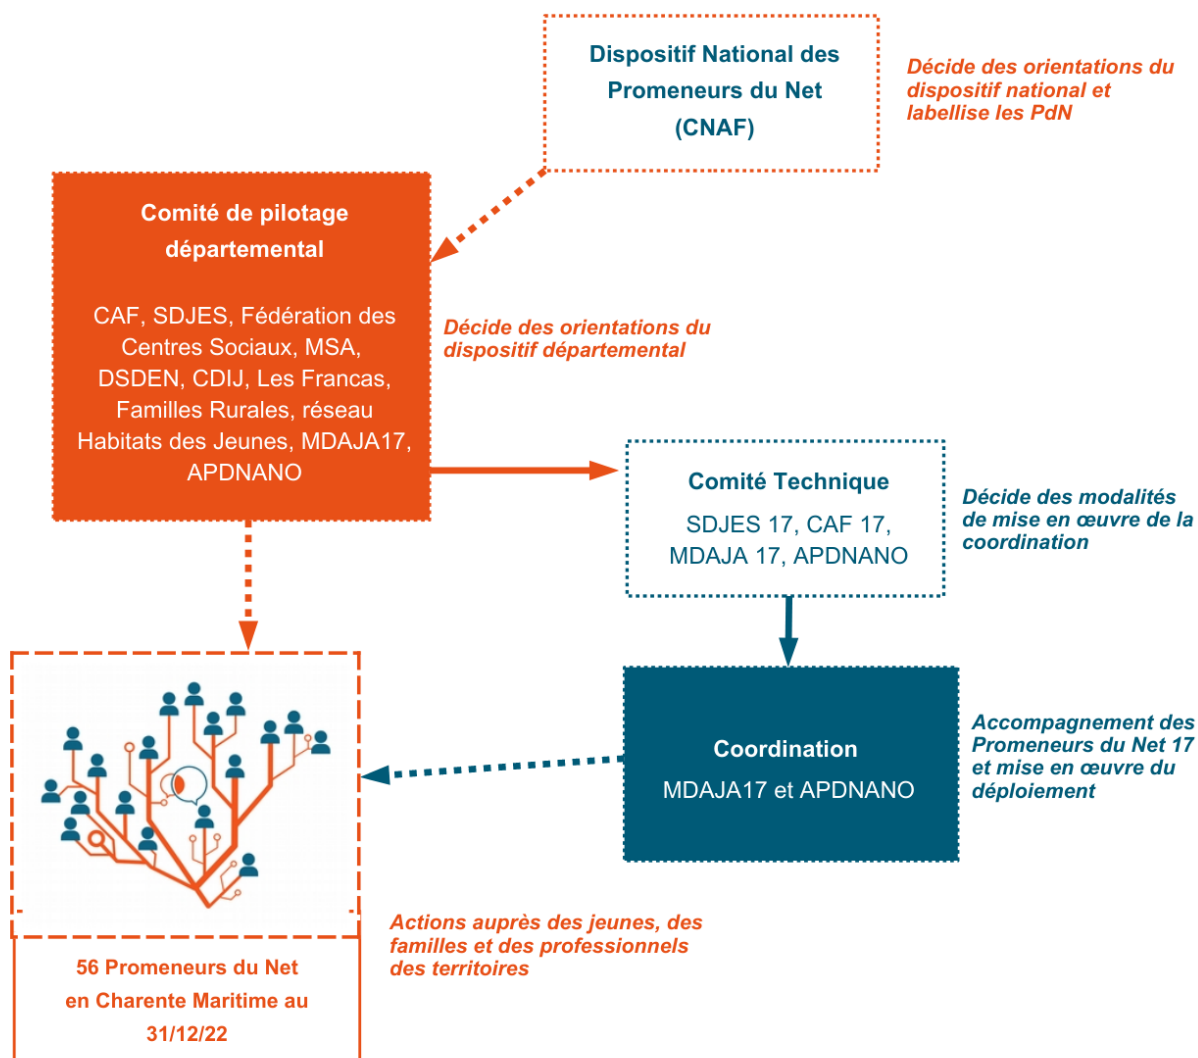 Dispositif National des
Promeneurs du Net
(CNAF)
Décide des orientations du
dispositif national et
labellise les PdN
Comité de pilotage
départemental
CAF, SDJES, Fédération des
Centres Sociaux, MSA,
DSDEN, CDIJ, Les Francas,
Familles Rurales, réseau
Habitats des Jeunes, MDAJA17,
APDNANO
Décide des orientations du
dispositif départemental
Comité Technique
SDJES 17, CAF 17,
MDAJA 17, APDNANO
Décide des modalités
de mise en œuvre de la
coordination
Coordination
MDAJA17 et APDNANO
Accompagnement des
Promeneurs du Net 17
et mise en œuvre du
déploiement
Actions auprès des jeunes, des
familles et des professionnels
des territoires
56 Promeneurs du Net
en Charente Maritime au
31/12/22